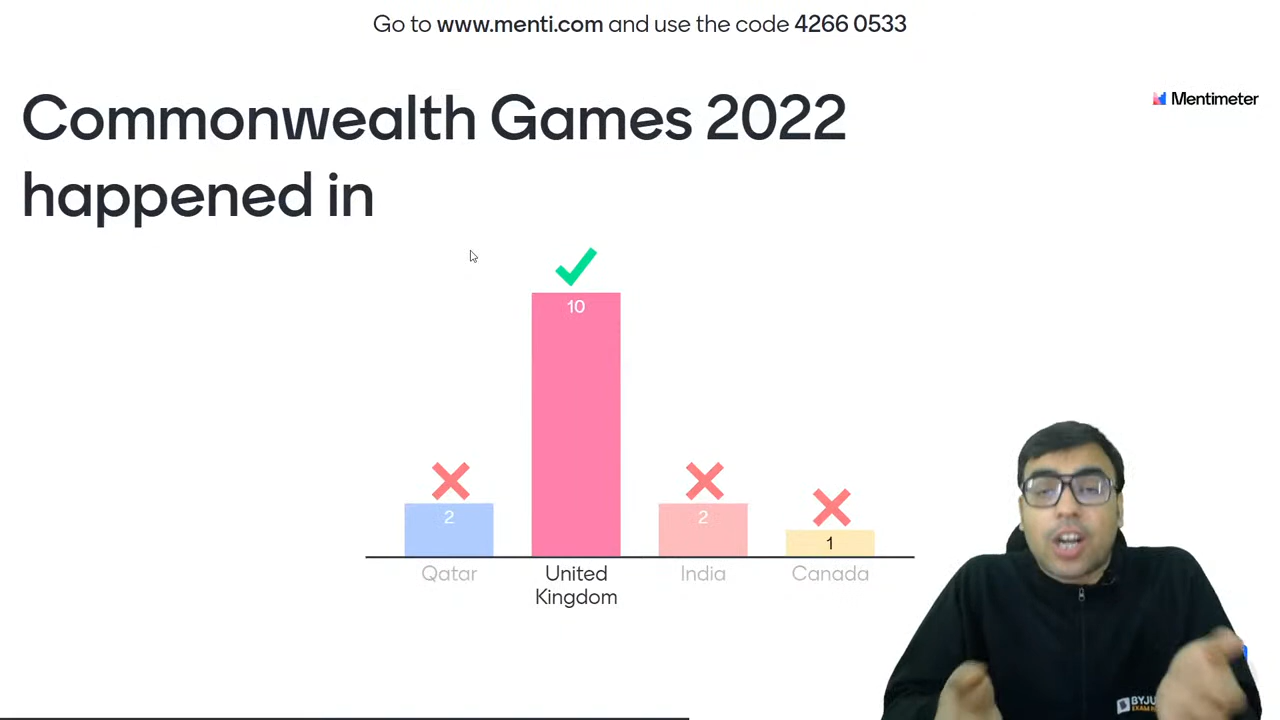 Go to www.menti.com and use the code 4266 0533
Mentimeter
Commonwealth Games 2022
happened in
10
2
2
1
Qatar
United
Kingdom
India
Canada